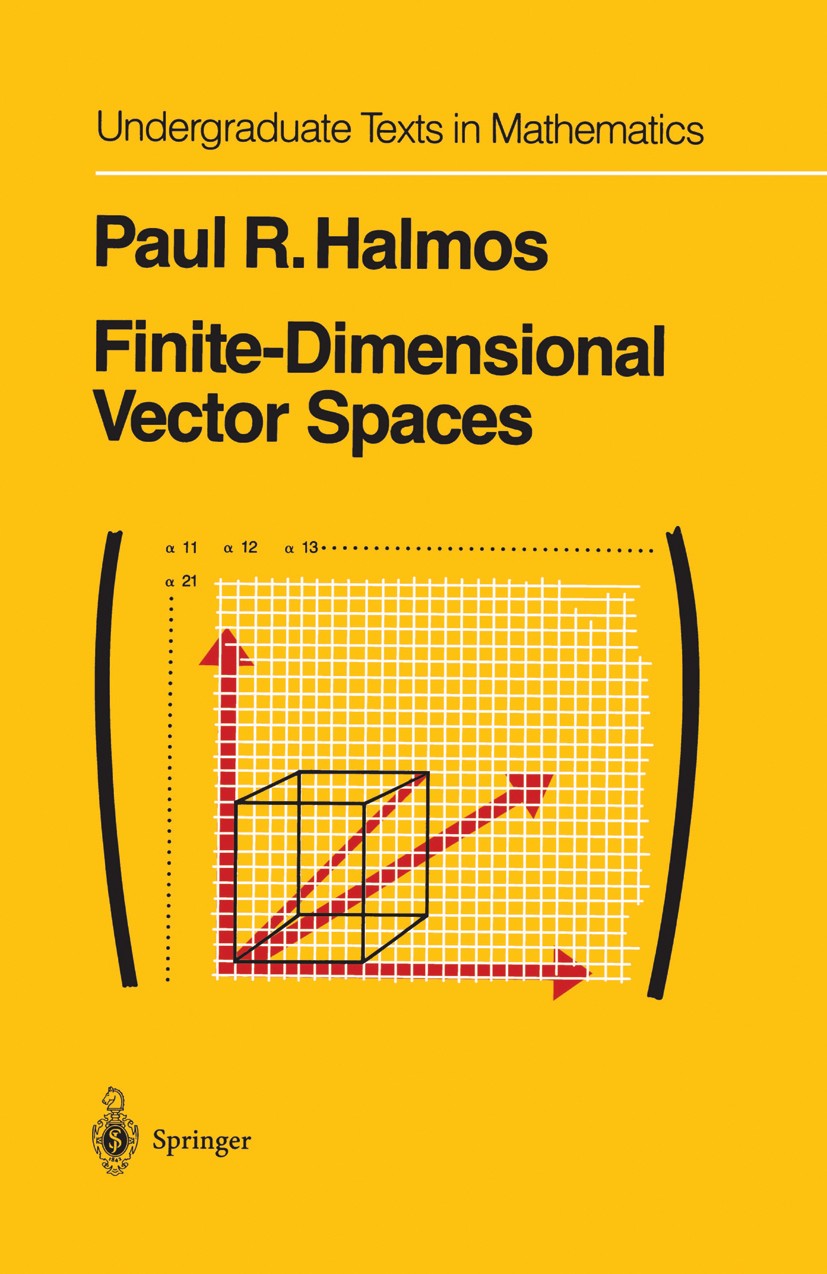 Undergraduate Texts in Mathematics
Paul R. Halmos
Finite-Dimensional
Vector Spaces
α 11 α 12 α 13
α 21
Springer